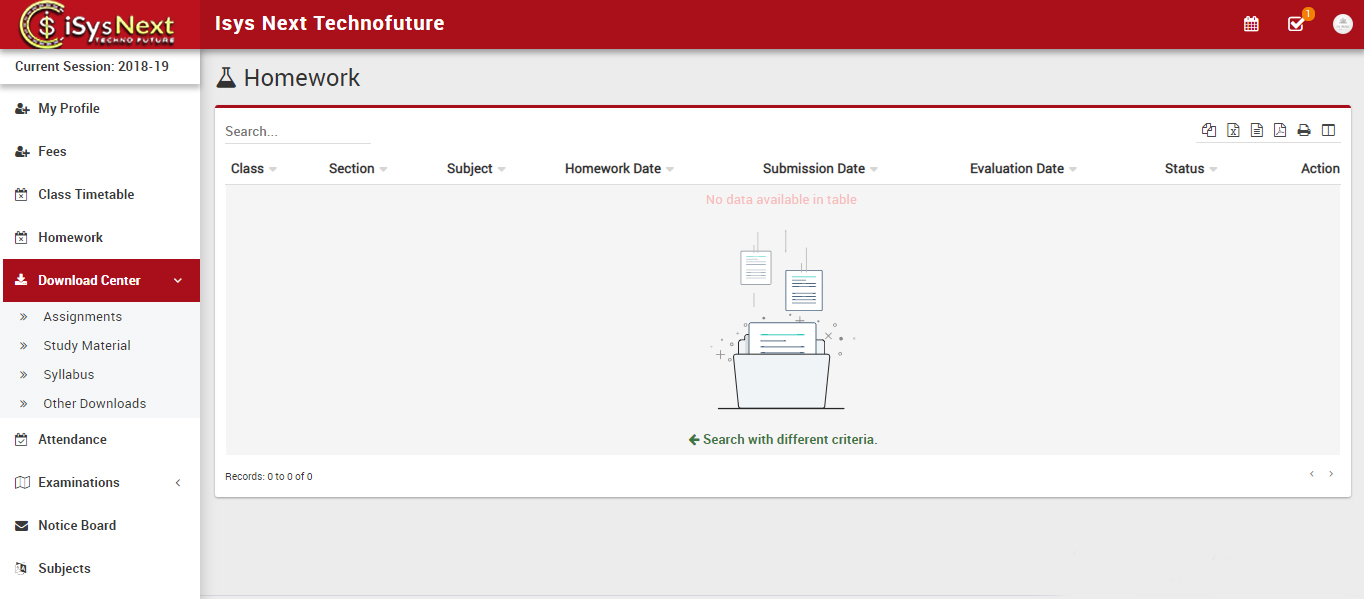 iSysNext
TECHNO FUTURE
Isys Next Technofuture
1
Current Session: 2018-19
My Profile
Fees
Class Timetable
Homework
Download Center
Assignments
Study Material
Syllabus
Other Downloads
Attendance
Examinations
Notice Board
Subjects
Homework
Search...
Class Section Subject Homework Date Submission Date Evaluation Date Status Action
No data available in table
Search with different criteria.
Records: 0 to 0 of 0